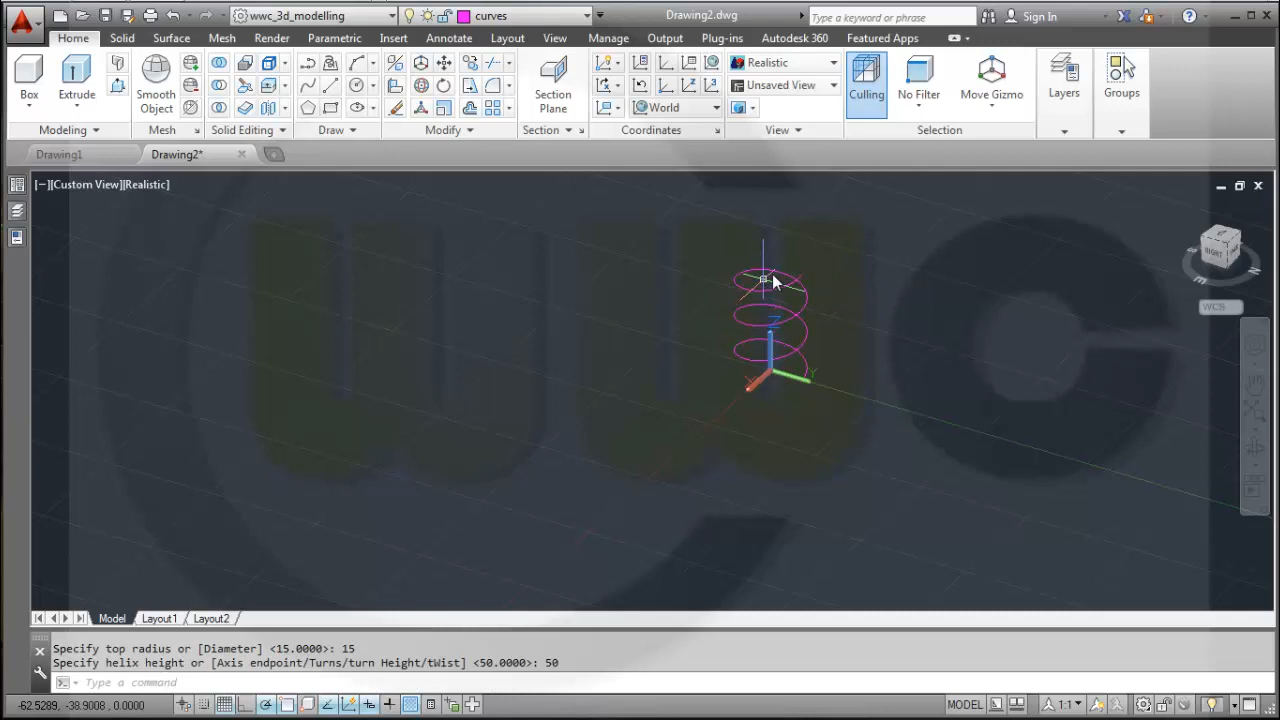 wwc_3d_modelling
curves
Drawing2.dwg
Type a keyword or phrase
Sign In
Home Solid Surface Mesh Render Parametric Insert Annotate Layout View Manage Output Plug-ins Autodesk 360 Featured Apps
Box
Extrude
Smooth Object
Section Plane
World
Realistic
Unsaved View
Culling
No Filter
Move Gizmo
Layers
Groups
Modeling Mesh Solid Editing Draw Modify Section Coordinates View Selection
Drawing1
Drawing2*
[−][Custom View][Realistic]
RIGHT
N
WCS
Z
Y
wwc
Model Layout1 Layout2
Specify top radius or [Diameter] <15.0000>: 15
Specify helix height or [Axis endpoint/Turns/turn Height/tWist] <50.0000>: 50
Type a command
-62.5289, -38.9008, 0.0000
MODEL
1:1